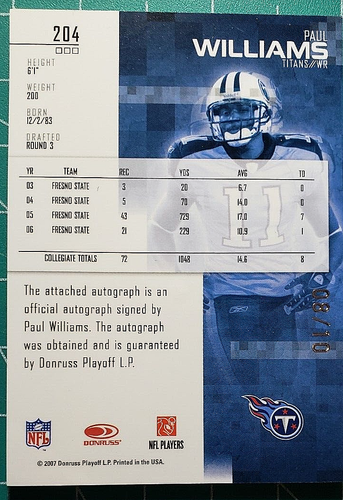 204
PAUL
WILLIAMS
TITANS//WR
HEIGHT
6'1"
WEIGHT
200
BORN
12/2/83
DRAFTED
ROUND 3
YR TEAM REC YDS AVG TD
03 FRESNO STATE 3 20 6.7 0
04 FRESNO STATE 5 70 14.0 0
05 FRESNO STATE 43 729 17.0 7
06 FRESNO STATE 21 229 10.9 1
COLLEGIATE TOTALS 72 1048 14.6 8
11
The attached autograph is an
official autograph signed by
Paul Williams. The autograph
was obtained and is guaranteed
by Donruss Playoff L.P.
08/10
NFL
DONRUSS
NFL PLAYERS
T
© 2007 Donruss Playoff L.P. Printed in the USA.